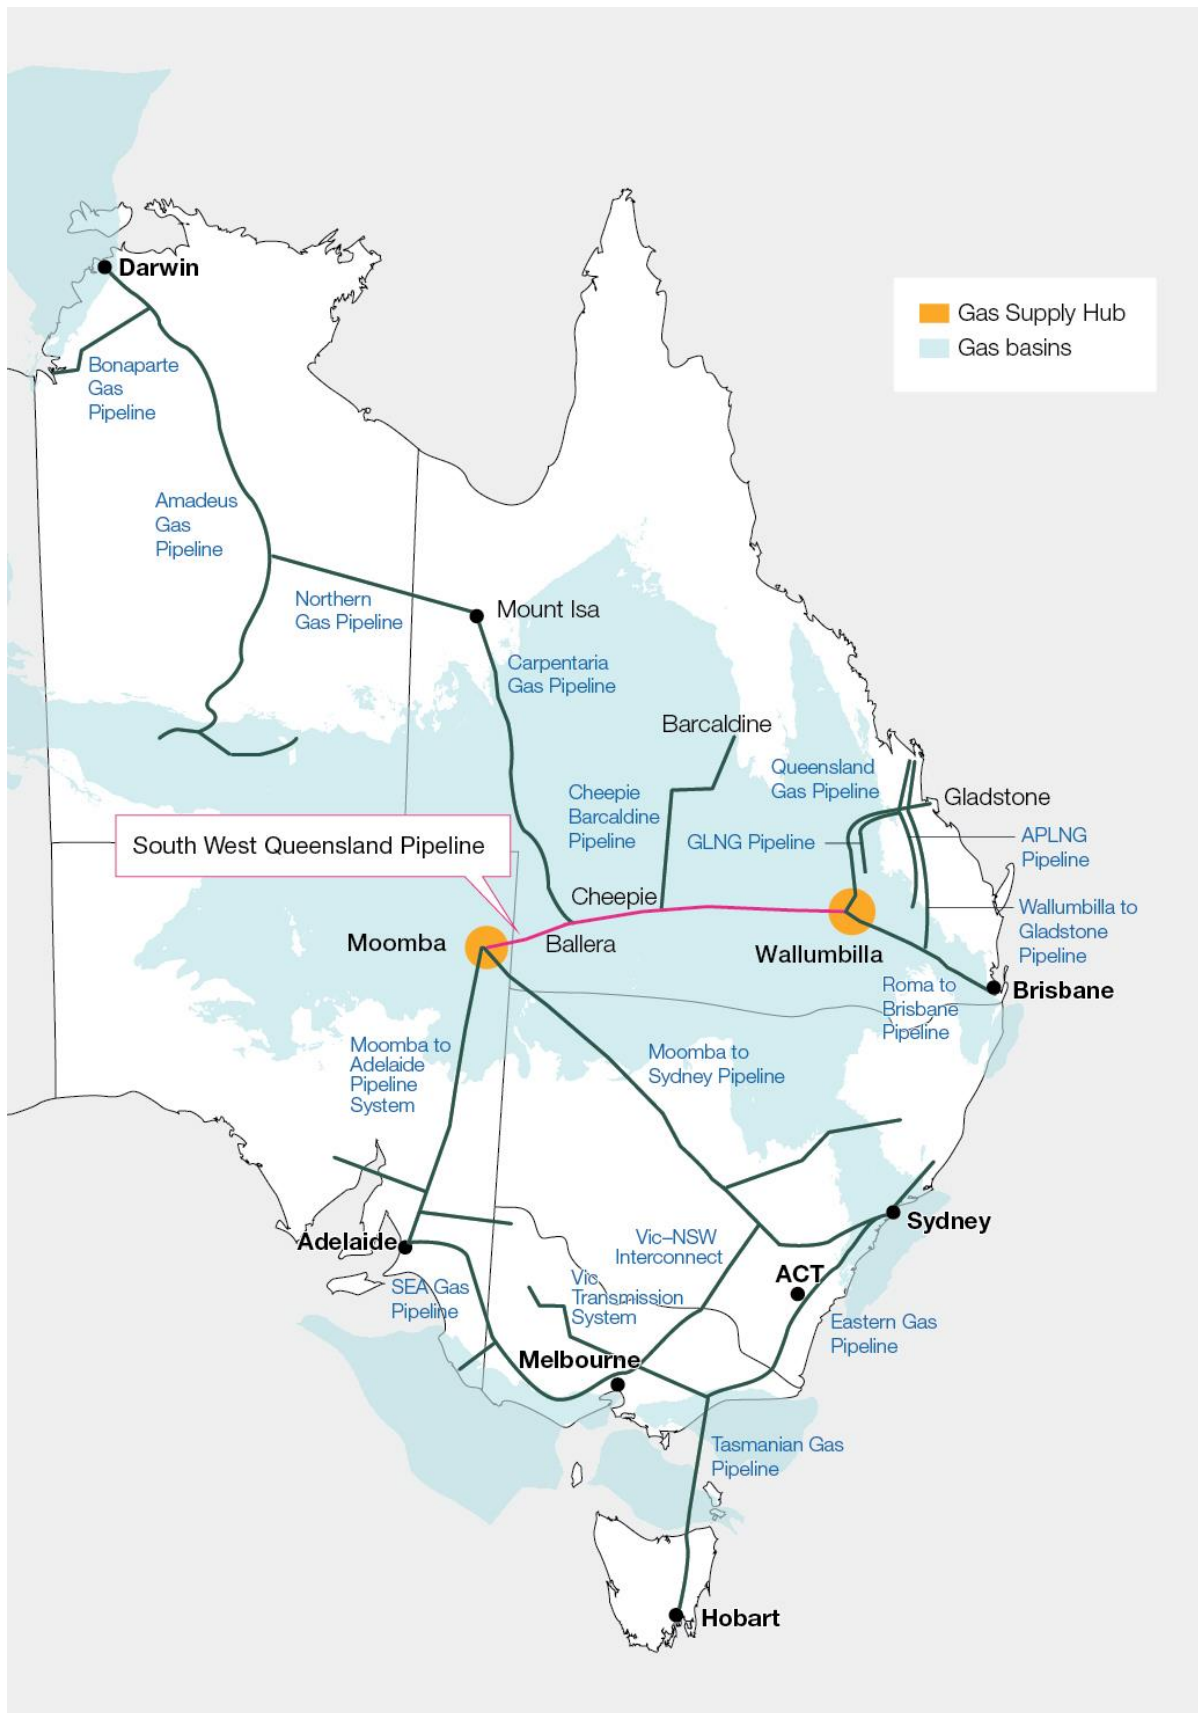 Darwin
Gas Supply Hub
Gas basins
Bonaparte
Gas
Pipeline
Amadeus
Gas
Pipeline
Northern
Gas Pipeline
Mount Isa
Carpentaria
Gas Pipeline
Barcaldine
Queensland
Gas Pipeline
Cheepie
Barcaldine
Pipeline
Gladstone
GLNG Pipeline
APLNG
Pipeline
South West Queensland Pipeline
Cheepie
Wallumbilla to
Gladstone
Pipeline
Moomba
Ballera
Wallumbilla
Roma to
Brisbane
Pipeline
Brisbane
Moomba to
Adelaide
Pipeline
System
Moomba to
Sydney Pipeline
Sydney
Adelaide
Vic–NSW
Interconnect
ACT
SEA Gas
Pipeline
Vic
Transmission
System
Eastern Gas
Pipeline
Melbourne
Tasmanian Gas
Pipeline
Hobart